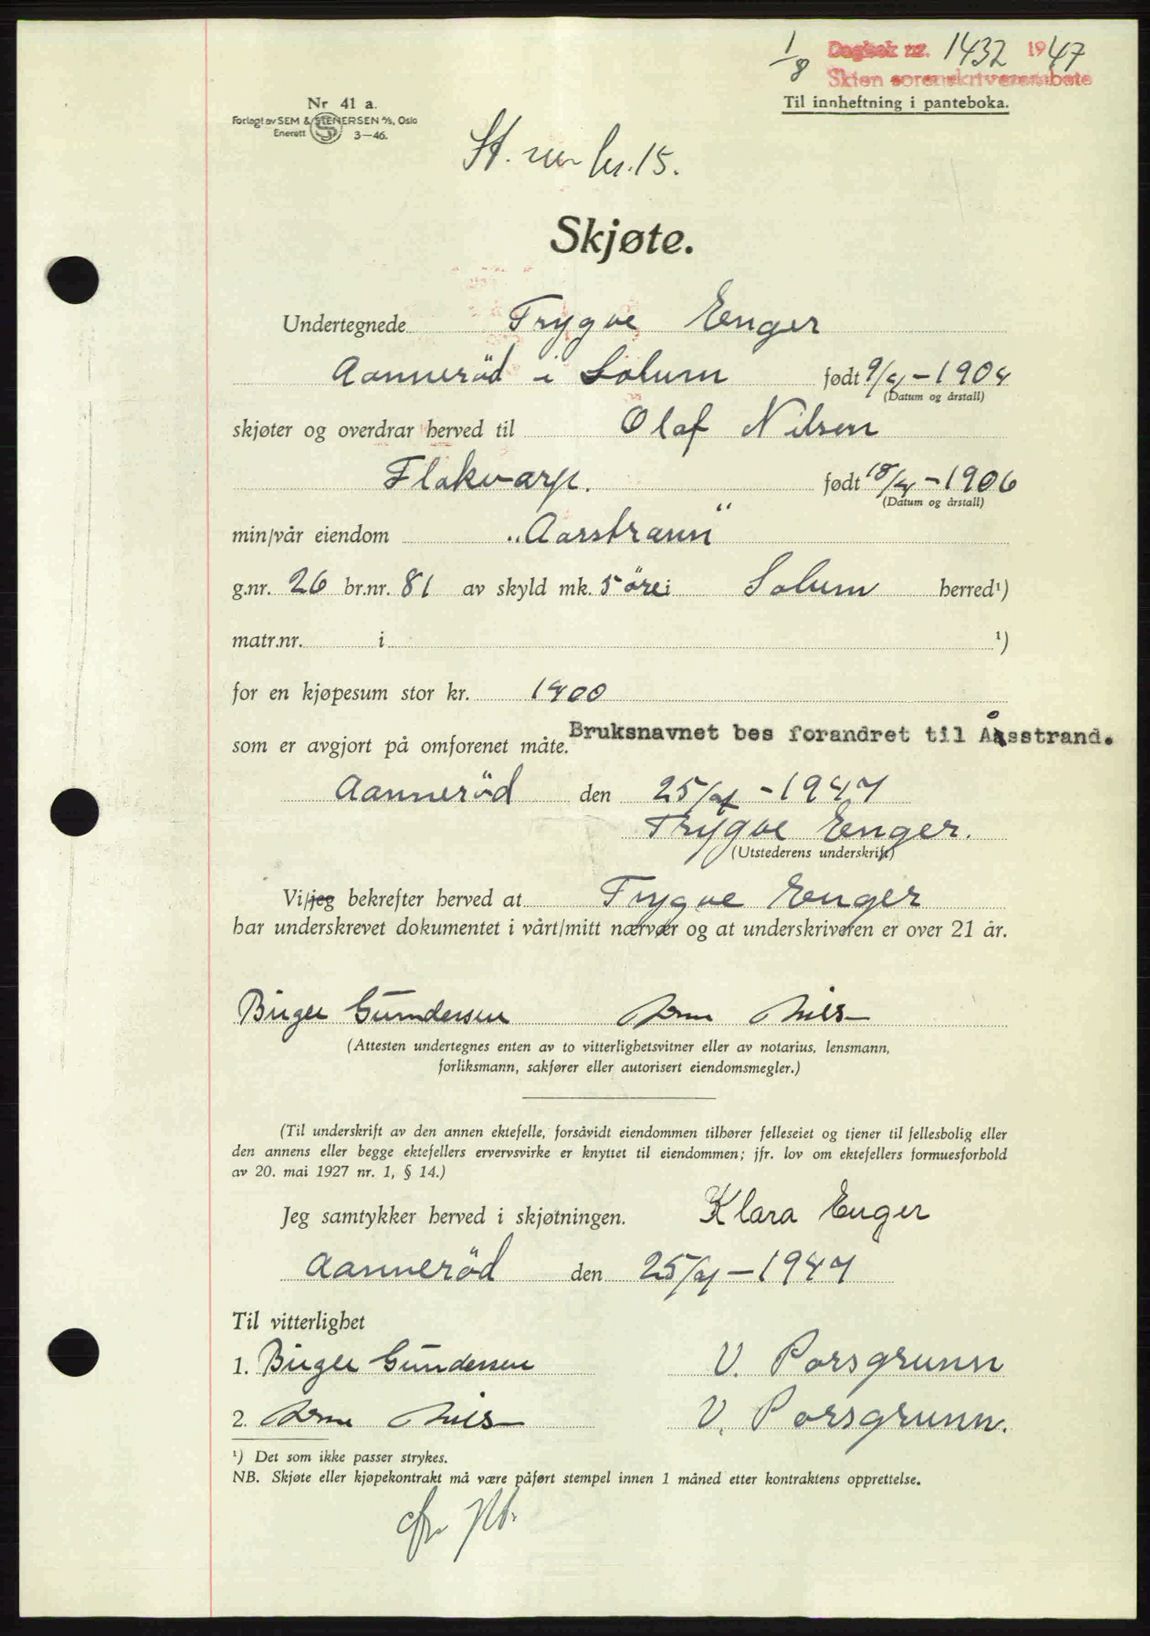 1/8 Dagbok nr. 1432 1947
Skien sorenskriverembete
Til innheftning i panteboka.
Nr 41 a.
Forlagt av SEM & STENERSEN A/S, Oslo
Enerett 3—46.
St. kr. 15.
Skjøte.
Undertegnede Trygve Enger
Aannerød i Solum født 9/4-1904
(Datum og årstall)
skjøter og overdrar herved til Olaf Nilsen
Flakvarp. født 18/4-1906
(Datum og årstall)
min/vår eiendom "Aarstrann"
g.nr. 26 br.nr. 81 av skyld mk. 5 øre i Solum herred¹)
matr.nr. i ¹)
for en kjøpesum stor kr. 1400
som er avgjort på omforenet måte. Bruksnavnet bes forandret til Åsstrand.
Aannerød den 25/4-1947
Trygve Enger.
(Utstederens underskrift)
Vi/jeg bekrefter herved at Trygve Enger
har underskrevet dokumentet i vårt/mitt nærvær og at underskriveren er over 21 år.
Birger Gundersen
(Attesten undertegnes enten av to vitterlighetsvitner eller av notarius, lensmann,
forliksmann, sakfører eller autorisert eiendomsmegler.)
(Til underskrift av den annen ektefelle, forsåvidt eiendommen tilhører felleseiet og tjener til fellesbolig eller
den annens eller begge ektefellers ervervsvirke er knyttet til eiendommen; jfr. lov om ektefellers formuesforhold
av 20. mai 1927 nr. 1, § 14.)
Jeg samtykker herved i skjøtningen. Klara Enger
Aannerød den 25/4-1947
Til vitterlighet
1. Birger Gundersen V. Porsgrunn
2. V. Porsgrunn.
¹) Det som ikke passer strykes.
NB. Skjøte eller kjøpekontrakt må være påført stempel innen 1 måned etter kontraktens opprettelse.